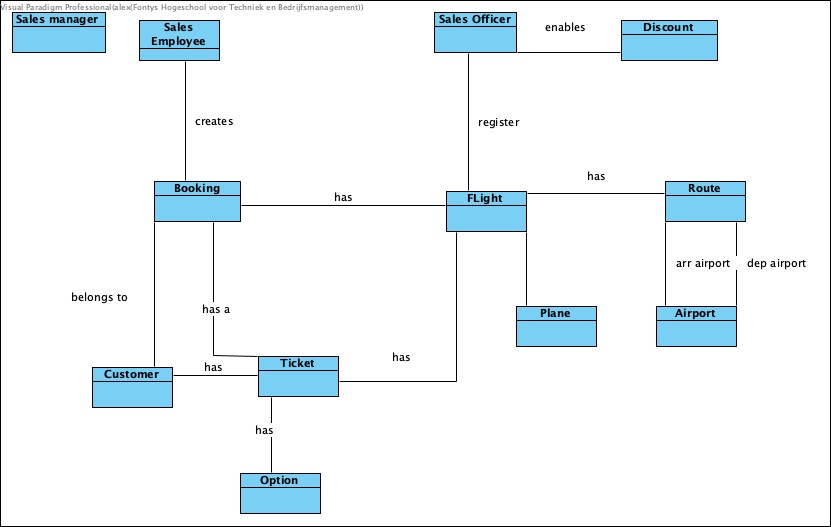 Visual Paradigm Professional(alex(Fontys Hogeschool voor Techniek en Bedrijfsmanagement))
Sales manager
Sales
Employee
Sales Officer
enables
Discount
creates
register
Booking
has
FLight
has
Route
belongs to
has a
arr airport
dep airport
Plane
Airport
Customer
has
Ticket
has
has
Option